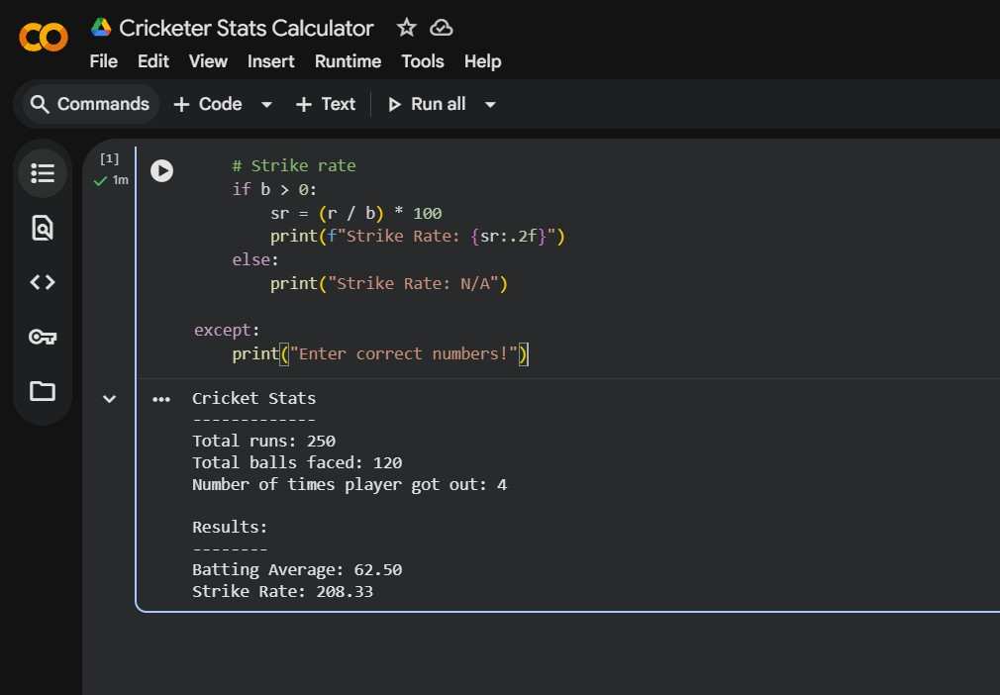 Cricketer Stats Calculator
File Edit View Insert Runtime Tools Help
Commands + Code + Text Run all
[1]
1m
# Strike rate
if b > 0:
sr = (r / b) * 100
print(f"Strike Rate: {sr:.2f}")
else:
print("Strike Rate: N/A")
except:
print("Enter correct numbers!")
Cricket Stats
-------------
Total runs: 250
Total balls faced: 120
Number of times player got out: 4
Results:
--------
Batting Average: 62.50
Strike Rate: 208.33